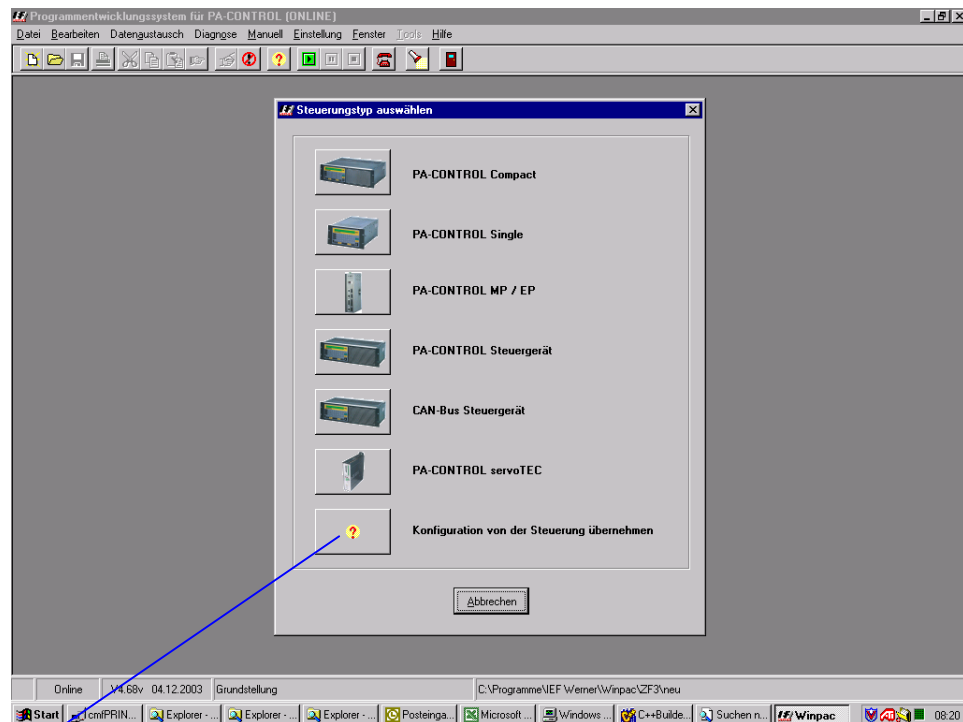 Programmentwicklungssystem für PA-CONTROL (ONLINE)
Datei Bearbeiten Datenaustausch Diagnose Manuell Einstellung Fenster Tools Hilfe
Steuerungstyp auswählen
PA-CONTROL Compact
PA-CONTROL Single
PA-CONTROL MP / EP
PA-CONTROL Steuergerät
CAN-Bus Steuergerät
PA-CONTROL servoTEC
? Konfiguration von der Steuerung übernehmen
Abbrechen
Online V4.68v 04.12.2003 Grundstellung C:\Programme\IEF Werner\Winpac\ZF3\neu
Start cmfPRIN... Explorer - ... Explorer - ... Explorer - ... Posteinga... Microsoft ... Windows ... C++Builde... Suchen n... Winpac 08:20